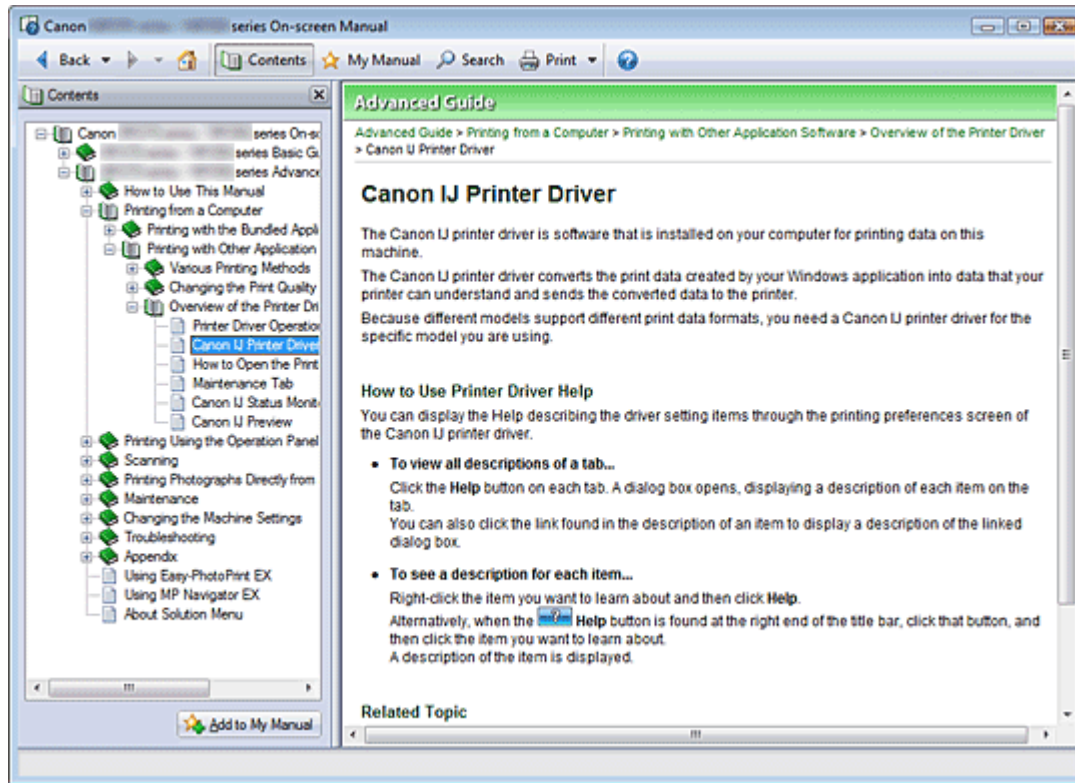 Canon series On-screen Manual
Back Contents My Manual Search Print
Contents
Canon series On-sc
series Basic Gu
series Advance
How to Use This Manual
Printing from a Computer
Printing with the Bundled Appli
Printing with Other Application
Various Printing Methods
Changing the Print Quality
Overview of the Printer Dri
Printer Driver Operation
Canon IJ Printer Driver
How to Open the Print
Maintenance Tab
Canon IJ Status Monito
Canon IJ Preview
Printing Using the Operation Panel
Scanning
Printing Photographs Directly from
Maintenance
Changing the Machine Settings
Troubleshooting
Appendix
Using Easy-PhotoPrint EX
Using MP Navigator EX
About Solution Menu
Add to My Manual
Advanced Guide
Advanced Guide > Printing from a Computer > Printing with Other Application Software > Overview of the Printer Driver
> Canon IJ Printer Driver
Canon IJ Printer Driver
The Canon IJ printer driver is software that is installed on your computer for printing data on this
machine.
The Canon IJ printer driver converts the print data created by your Windows application into data that your
printer can understand and sends the converted data to the printer.
Because different models support different print data formats, you need a Canon IJ printer driver for the
specific model you are using.
How to Use Printer Driver Help
You can display the Help describing the driver setting items through the printing preferences screen of
the Canon IJ printer driver.
• To view all descriptions of a tab...
Click the Help button on each tab. A dialog box opens, displaying a description of each item on the
tab.
You can also click the link found in the description of an item to display a description of the linked
dialog box.
• To see a description for each item...
Right-click the item you want to learn about and then click Help.
Alternatively, when the ? Help button is found at the right end of the title bar, click that button, and
then click the item you want to learn about.
A description of the item is displayed.
Related Topic